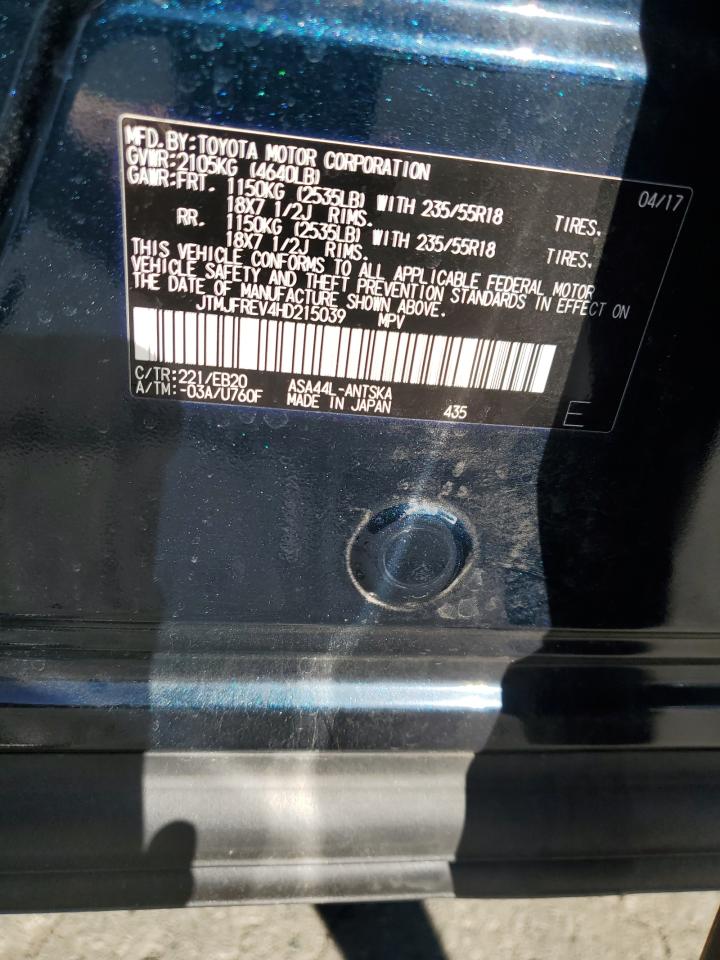 MFD.BY:TOYOTA MOTOR CORPORATION 04/17
GVWR:2105KG (4640LB)
GAWR:FRT. 1150KG (2535LB) WITH 235/55R18 TIRES.
18X7 1/2J RIMS.
RR. 1150KG (2535LB) WITH 235/55R18 TIRES.
18X7 1/2J RIMS.
THIS VEHICLE CONFORMS TO ALL APPLICABLE FEDERAL MOTOR
VEHICLE SAFETY AND THEFT PREVENTION STANDARDS IN EFFECT ON
THE DATE OF MANUFACTURE SHOWN ABOVE.
JTMJFREV4HD215039 MPV
C/TR:221/EB20 ASA44L-ANTSKA
A/TM:-03A/U760F MADE IN JAPAN 435 E